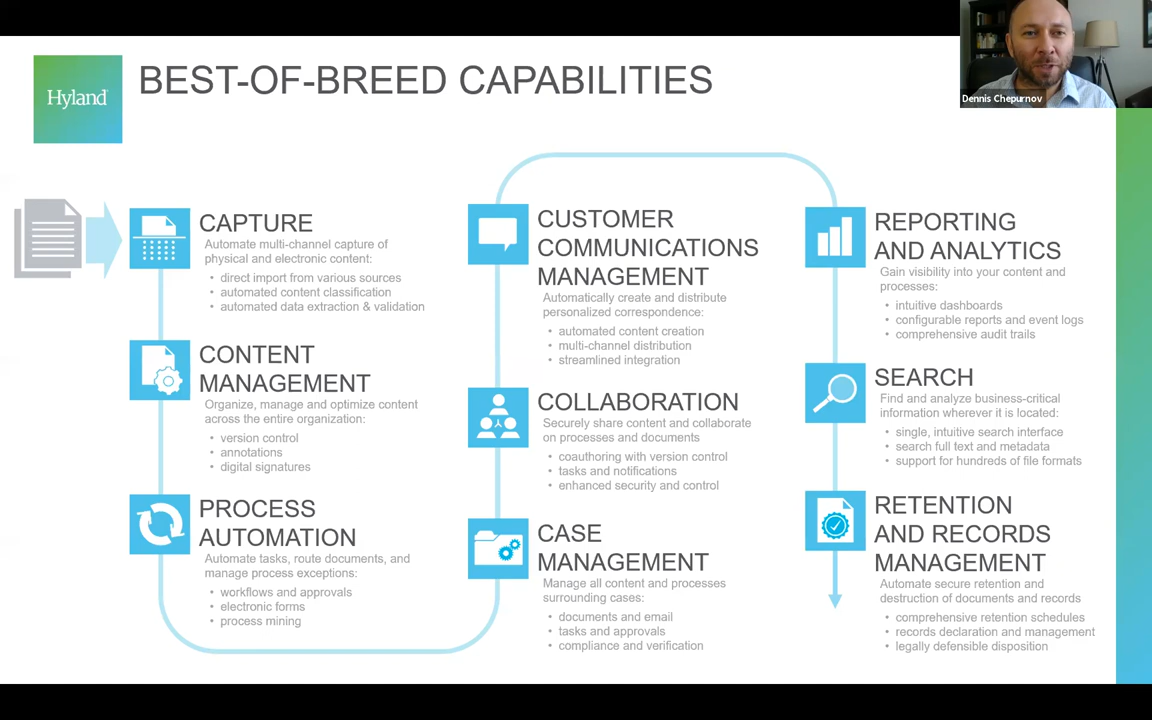 Hyland
BEST-OF-BREED CAPABILITIES
Dennis Chepurnov
CAPTURE
Automate multi-channel capture of
physical and electronic content:
• direct import from various sources
• automated content classification
• automated data extraction & validation
CONTENT
MANAGEMENT
Organize, manage and optimize content
across the entire organization:
• version control
• annotations
• digital signatures
PROCESS
AUTOMATION
Automate tasks, route documents, and
manage process exceptions:
• workflows and approvals
• electronic forms
• process mining
CUSTOMER
COMMUNICATIONS
MANAGEMENT
Automatically create and distribute
personalized correspondence:
• automated content creation
• multi-channel distribution
• streamlined integration
COLLABORATION
Securely share content and collaborate
on processes and documents
• coauthoring with version control
• tasks and notifications
• enhanced security and control
CASE
MANAGEMENT
Manage all content and processes
surrounding cases:
• documents and email
• tasks and approvals
• compliance and verification
REPORTING
AND ANALYTICS
Gain visibility into your content and
processes:
• intuitive dashboards
• configurable reports and event logs
• comprehensive audit trails
SEARCH
Find and analyze business-critical
information wherever it is located:
• single, intuitive search interface
• search full text and metadata
• support for hundreds of file formats
RETENTION
AND RECORDS
MANAGEMENT
Automate secure retention and
destruction of documents and records
• comprehensive retention schedules
• records declaration and management
• legally defensible disposition